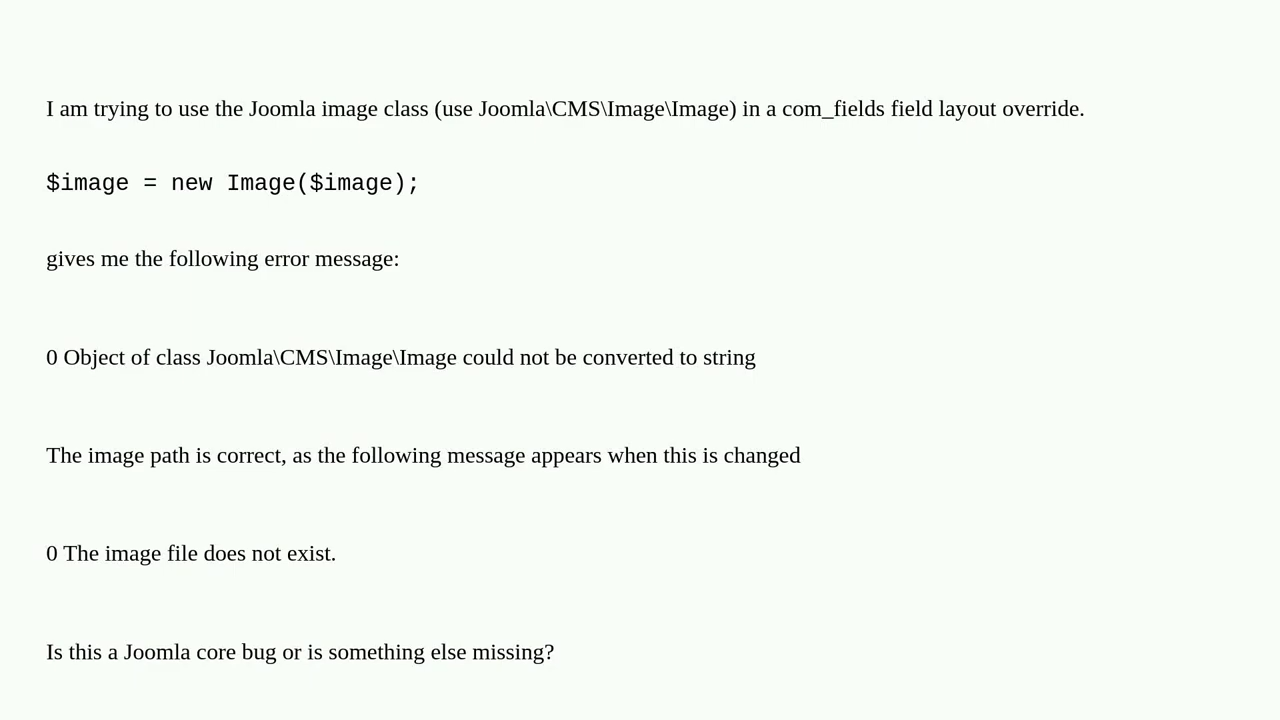 I am trying to use the Joomla image class (use Joomla\CMS\Image\Image) in a com_fields field layout override.
$image = new Image($image);
gives me the following error message:
0 Object of class Joomla\CMS\Image\Image could not be converted to string
The image path is correct, as the following message appears when this is changed
0 The image file does not exist.
Is this a Joomla core bug or is something else missing?